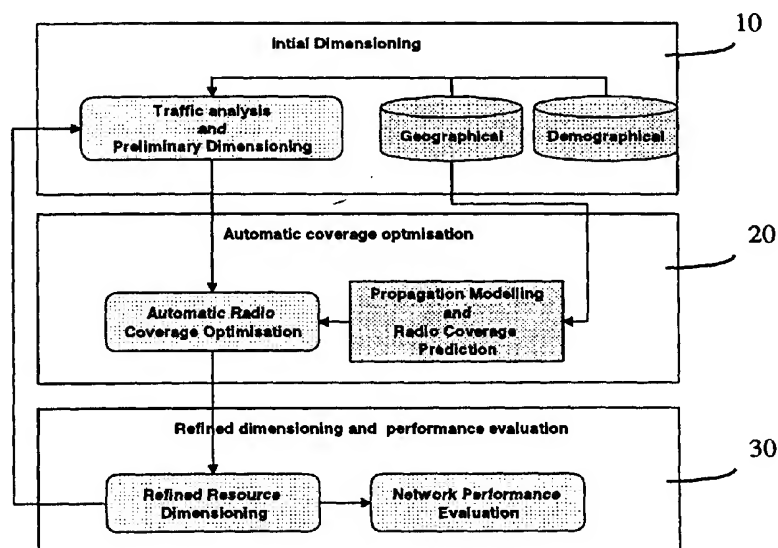 10
Intial Dimensioning
Traffic analysis
and
Preliminary Dimensioning
Geographical
Demographical
20
Automatic coverage optmisation
Automatic Radio
Coverage Optimisation
Propagation Modelling
and
Radio Coverage
Prediction
30
Refined dimensioning and performance evaluation
Refined Resource
Dimensioning
Network Performance
Evaluation